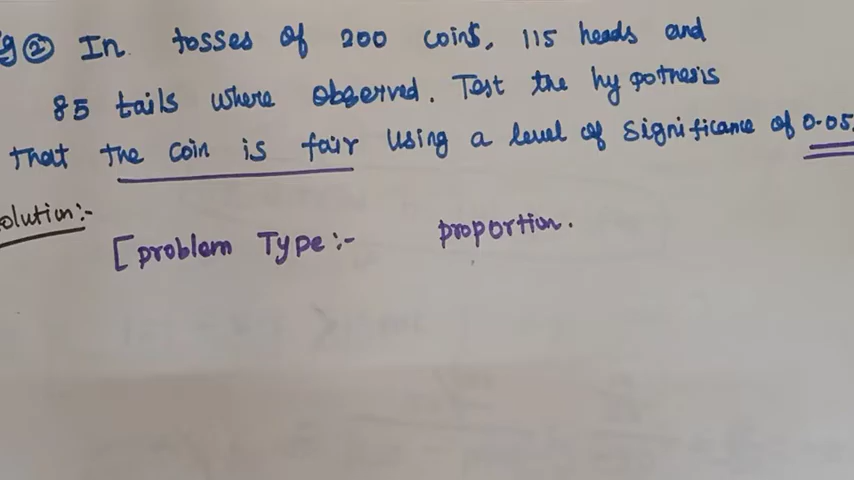 g ② In tosses of 200 coins, 115 heads and
85 tails where observed. Test the hypothesis
that the coin is fair using a level of significance of 0.05.
olution:-
[problem Type:- proportion.